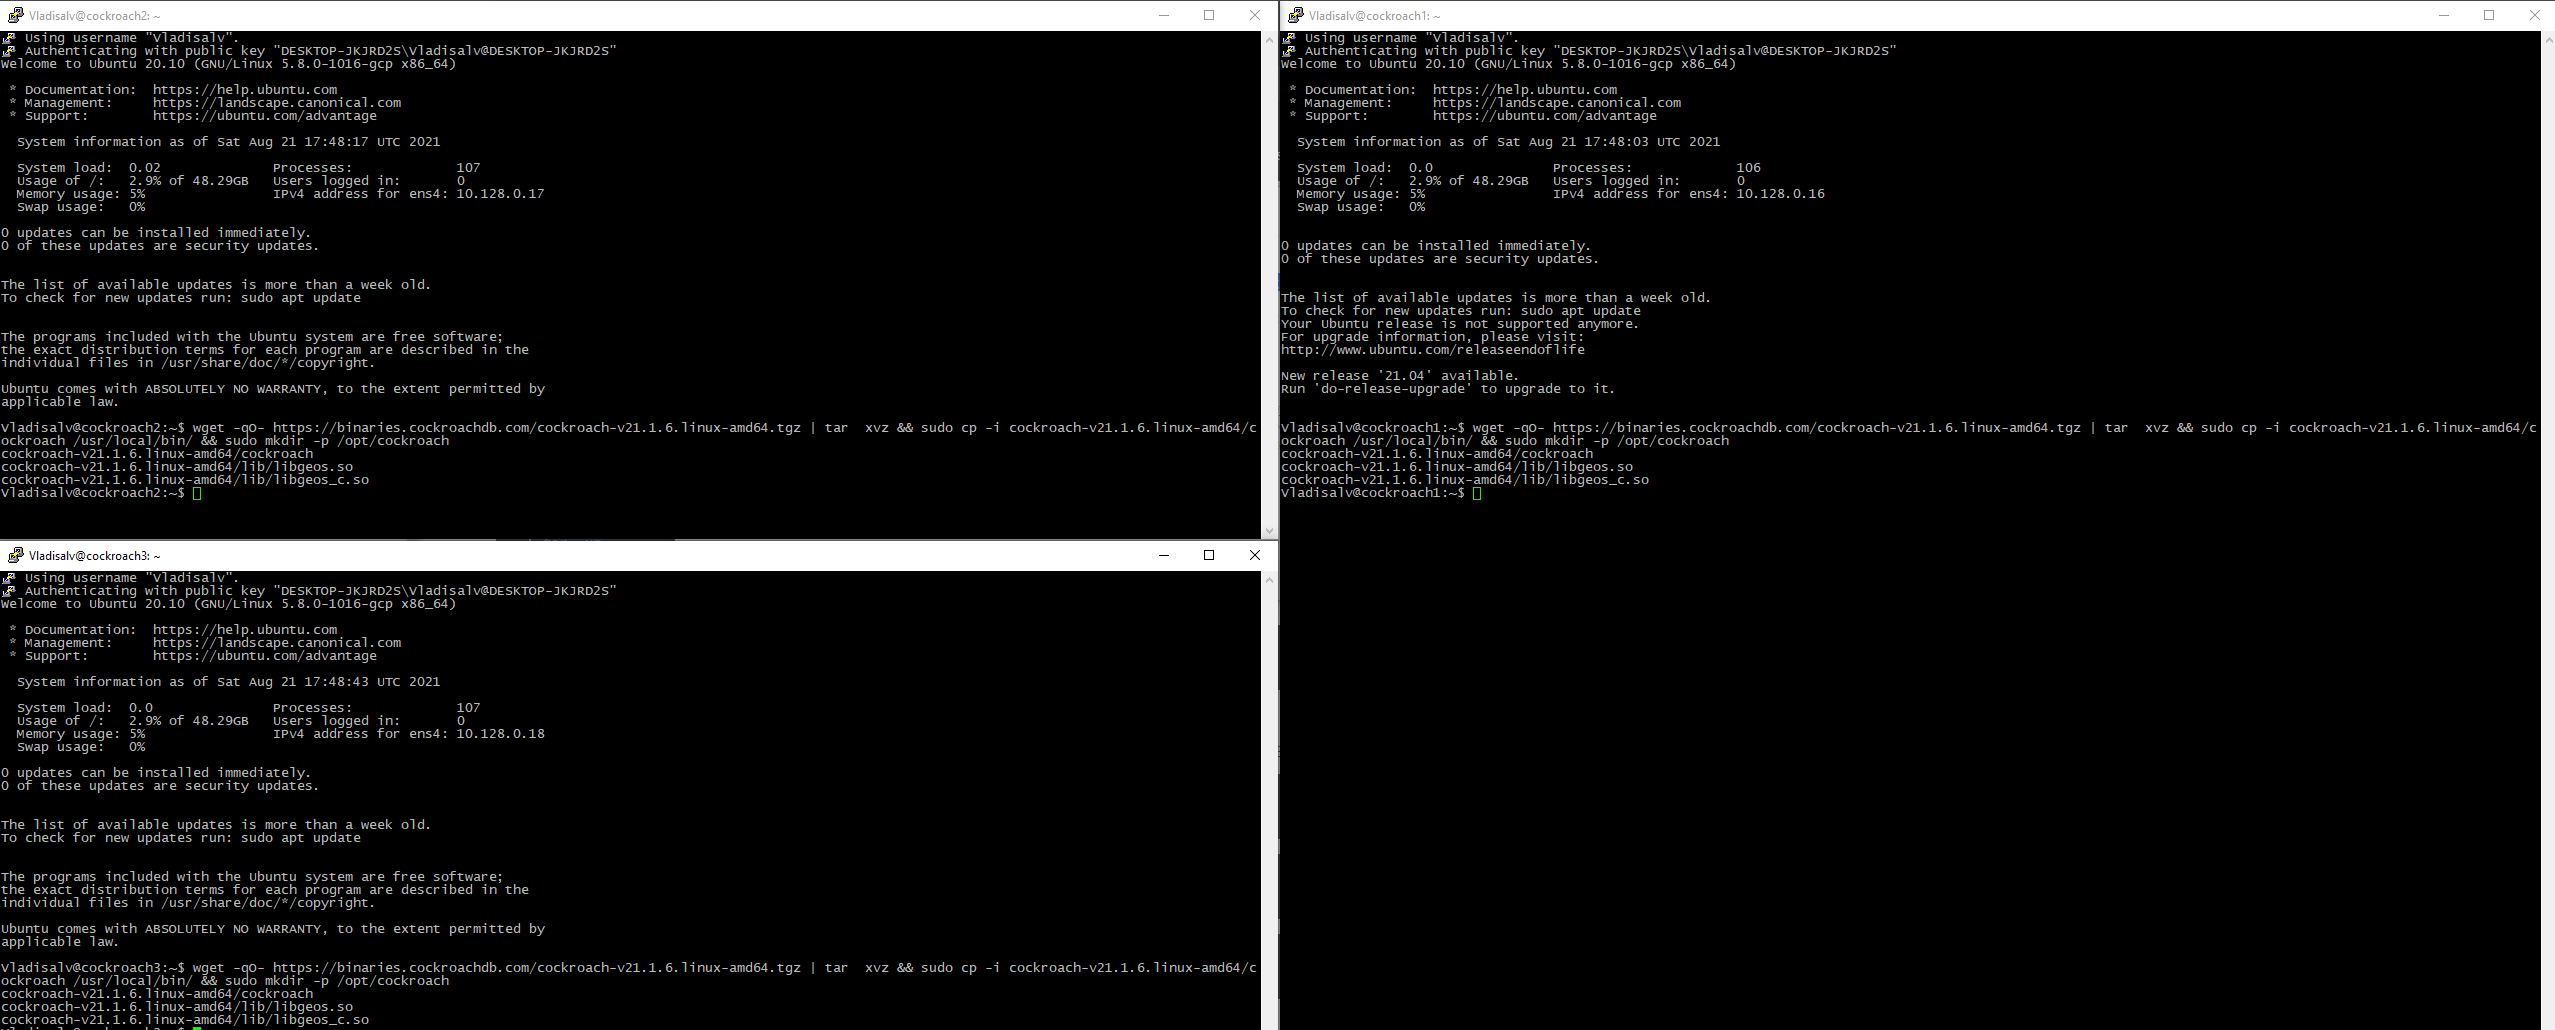 Vladisalv@cockroach2: ~
Using username "Vladisalv".
Authenticating with public key "DESKTOP-JKJRD2S\Vladisalv@DESKTOP-JKJRD2S"
Welcome to Ubuntu 20.10 (GNU/Linux 5.8.0-1016-gcp x86_64)
* Documentation:  https://help.ubuntu.com
* Management:     https://landscape.canonical.com
* Support:        https://ubuntu.com/advantage
System information as of Sat Aug 21 17:48:17 UTC 2021
System load:  0.02              Processes:             107
Usage of /:   2.9% of 48.29GB   Users logged in:       0
Memory usage: 5%                IPv4 address for ens4: 10.128.0.17
Swap usage:   0%
0 updates can be installed immediately.
0 of these updates are security updates.
The list of available updates is more than a week old.
To check for new updates run: sudo apt update
The programs included with the Ubuntu system are free software;
the exact distribution terms for each program are described in the
individual files in /usr/share/doc/*/copyright.
Ubuntu comes with ABSOLUTELY NO WARRANTY, to the extent permitted by
applicable law.
Vladisalv@cockroach2:~$ wget -qO- https://binaries.cockroachdb.com/cockroach-v21.1.6.linux-amd64.tgz | tar  xvz && sudo cp -i cockroach-v21.1.6.linux-amd64/c
ockroach /usr/local/bin/ && sudo mkdir -p /opt/cockroach
cockroach-v21.1.6.linux-amd64/cockroach
cockroach-v21.1.6.linux-amd64/lib/libgeos.so
cockroach-v21.1.6.linux-amd64/lib/libgeos_c.so
Vladisalv@cockroach2:~$
Vladisalv@cockroach1: ~
Using username "Vladisalv".
Authenticating with public key "DESKTOP-JKJRD2S\Vladisalv@DESKTOP-JKJRD2S"
Welcome to Ubuntu 20.10 (GNU/Linux 5.8.0-1016-gcp x86_64)
* Documentation:  https://help.ubuntu.com
* Management:     https://landscape.canonical.com
* Support:        https://ubuntu.com/advantage
System information as of Sat Aug 21 17:48:03 UTC 2021
System load:  0.0               Processes:             106
Usage of /:   2.9% of 48.29GB   Users logged in:       0
Memory usage: 5%                IPv4 address for ens4: 10.128.0.16
Swap usage:   0%
0 updates can be installed immediately.
0 of these updates are security updates.
The list of available updates is more than a week old.
To check for new updates run: sudo apt update
Your Ubuntu release is not supported anymore.
For upgrade information, please visit:
http://www.ubuntu.com/releaseendoflife
New release '21.04' available.
Run 'do-release-upgrade' to upgrade to it.
Vladisalv@cockroach1:~$ wget -qO- https://binaries.cockroachdb.com/cockroach-v21.1.6.linux-amd64.tgz | tar  xvz && sudo cp -i cockroach-v21.1.6.linux-amd64/c
ockroach /usr/local/bin/ && sudo mkdir -p /opt/cockroach
cockroach-v21.1.6.linux-amd64/cockroach
cockroach-v21.1.6.linux-amd64/lib/libgeos.so
cockroach-v21.1.6.linux-amd64/lib/libgeos_c.so
Vladisalv@cockroach1:~$
Vladisalv@cockroach3: ~
Using username "Vladisalv".
Authenticating with public key "DESKTOP-JKJRD2S\Vladisalv@DESKTOP-JKJRD2S"
Welcome to Ubuntu 20.10 (GNU/Linux 5.8.0-1016-gcp x86_64)
* Documentation:  https://help.ubuntu.com
* Management:     https://landscape.canonical.com
* Support:        https://ubuntu.com/advantage
System information as of Sat Aug 21 17:48:43 UTC 2021
System load:  0.0               Processes:             107
Usage of /:   2.9% of 48.29GB   Users logged in:       0
Memory usage: 5%                IPv4 address for ens4: 10.128.0.18
Swap usage:   0%
0 updates can be installed immediately.
0 of these updates are security updates.
The list of available updates is more than a week old.
To check for new updates run: sudo apt update
The programs included with the Ubuntu system are free software;
the exact distribution terms for each program are described in the
individual files in /usr/share/doc/*/copyright.
Ubuntu comes with ABSOLUTELY NO WARRANTY, to the extent permitted by
applicable law.
Vladisalv@cockroach3:~$ wget -qO- https://binaries.cockroachdb.com/cockroach-v21.1.6.linux-amd64.tgz | tar  xvz && sudo cp -i cockroach-v21.1.6.linux-amd64/c
ockroach /usr/local/bin/ && sudo mkdir -p /opt/cockroach
cockroach-v21.1.6.linux-amd64/cockroach
cockroach-v21.1.6.linux-amd64/lib/libgeos.so
cockroach-v21.1.6.linux-amd64/lib/libgeos_c.so